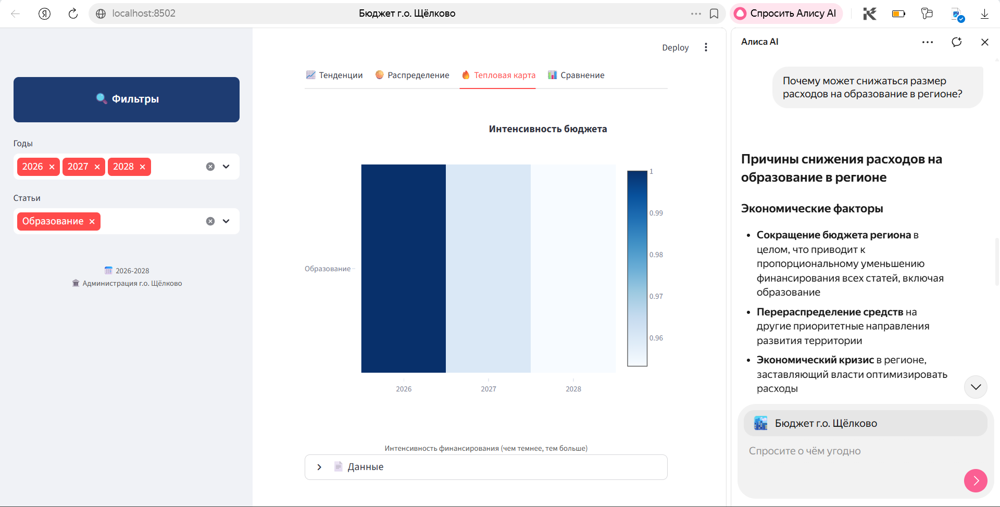 localhost:8502
Бюджет г.о. Щёлково
Спросить Алису AI
Фильтры
Годы
2026
2027
2028
Статьи
Образование
2026-2028
Администрация г.о. Щёлково
Deploy
Тенденции
Распределение
Тепловая карта
Сравнение
Интенсивность бюджета
1
0.99
0.98
0.97
0.96
Образование
2026
2027
2028
Интенсивность финансирования (чем темнее, тем больше)
Данные
Алиса AI
Почему может снижаться размер
расходов на образование в регионе?
Причины снижения расходов на
образование в регионе
Экономические факторы
• Сокращение бюджета региона в
целом, что приводит к
пропорциональному уменьшению
финансирования всех статей, включая
образование
• Перераспределение средств на
другие приоритетные направления
развития территории
• Экономический кризис в регионе,
заставляющий власти оптимизировать
расходы
Бюджет г.о. Щёлково
Спросите о чём угодно